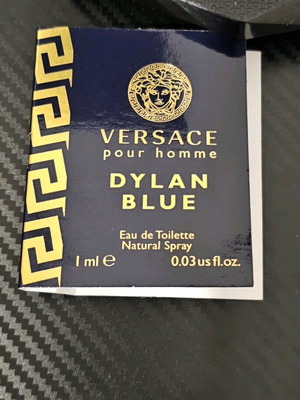 VERSACE
pour homme
DYLAN
BLUE
Eau de Toilette
Natural Spray
1 ml ℮ 0.03 us fl.oz.